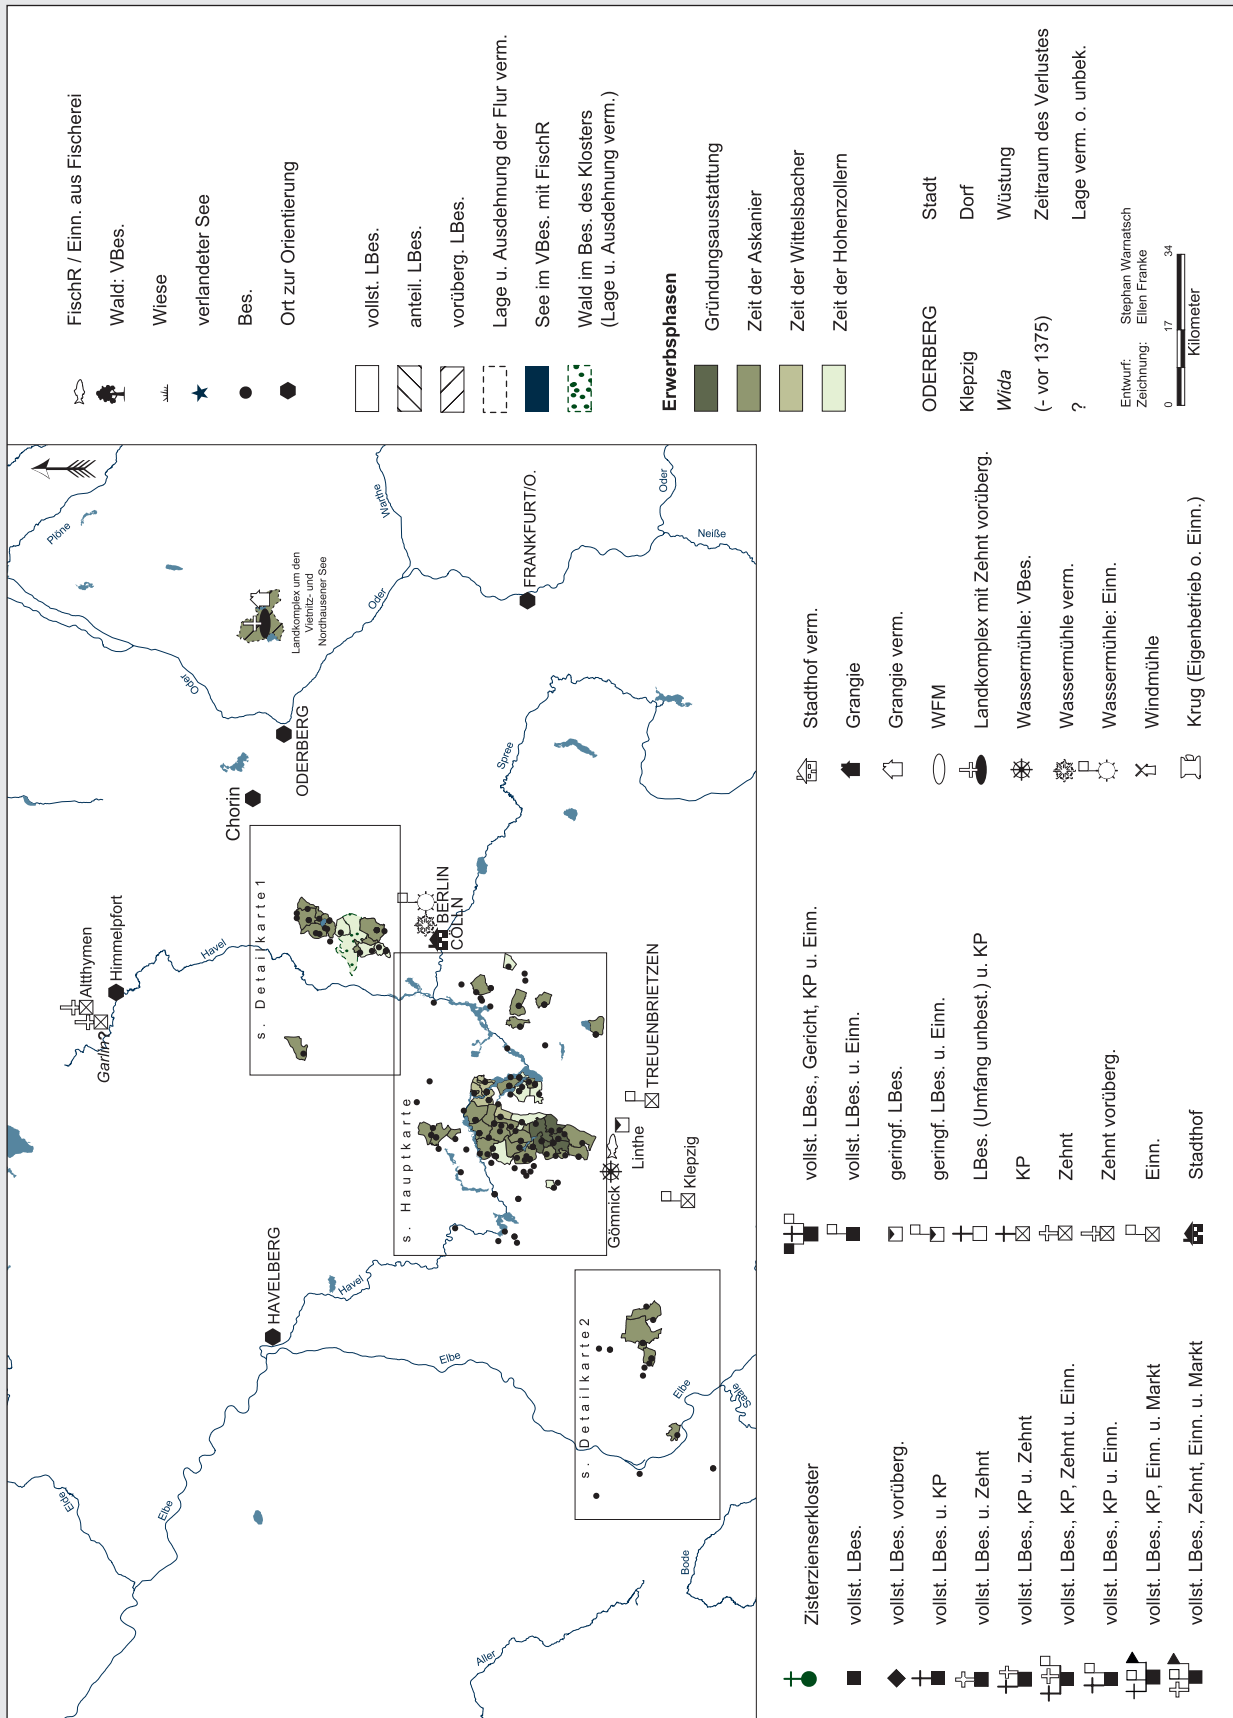 Elde
Elbe
Aller
Bode
HAVELBERG
Havel
Elbe
s. Detailkarte2
Elbe
Saale
Altthymen
Garlin?
Himmelpfort
Havel
s. Detailkarte1
Chorin
ODERBERG
BERLIN
CÖLLN
s. Hauptkarte
Gömnick
Linthe
TREUENBRIETZEN
Klepzig
Spree
Oder
Plöne
Landkomplex um den
Vietnitz- und
Nordhausener See
Warthe
Oder
FRANKFURT/O.
Oder
Neiße
Zisterzienserkloster
vollst. LBes.
vollst. LBes. vorüberg.
vollst. LBes. u. KP
vollst. LBes. u. Zehnt
vollst. LBes., KP u. Zehnt
vollst. LBes., KP, Zehnt u. Einn.
vollst. LBes., KP u. Einn.
vollst. LBes., KP, Einn. u. Markt
vollst. LBes., Zehnt, Einn. u. Markt
vollst. LBes., Gericht, KP u. Einn.
vollst. LBes. u. Einn.
geringf. LBes.
geringf. LBes. u. Einn.
LBes. (Umfang unbest.) u. KP
KP
Zehnt
Zehnt vorüberg.
Einn.
Stadthof
Stadthof verm.
Grangie
Grangie verm.
WFM
Landkomplex mit Zehnt vorüberg.
Wassermühle: VBes.
Wassermühle verm.
Wassermühle: Einn.
Windmühle
Krug (Eigenbetrieb o. Einn.)
FischR / Einn. aus Fischerei
Wald: VBes.
Wiese
verlandeter See
Bes.
Ort zur Orientierung
vollst. LBes.
anteil. LBes.
vorüberg. LBes.
Lage u. Ausdehnung der Flur verm.
See im VBes. mit FischR
Wald im Bes. des Klosters
(Lage u. Ausdehnung verm.)
Erwerbsphasen
Gründungsausstattung
Zeit der Askanier
Zeit der Wittelsbacher
Zeit der Hohenzollern
ODERBERG Stadt
Klepzig Dorf
Wida Wüstung
(- vor 1375) Zeitraum des Verlustes
? Lage verm. o. unbek.
Entwurf: Stephan Warnatsch
Zeichnung: Ellen Franke
0 17 34
Kilometer